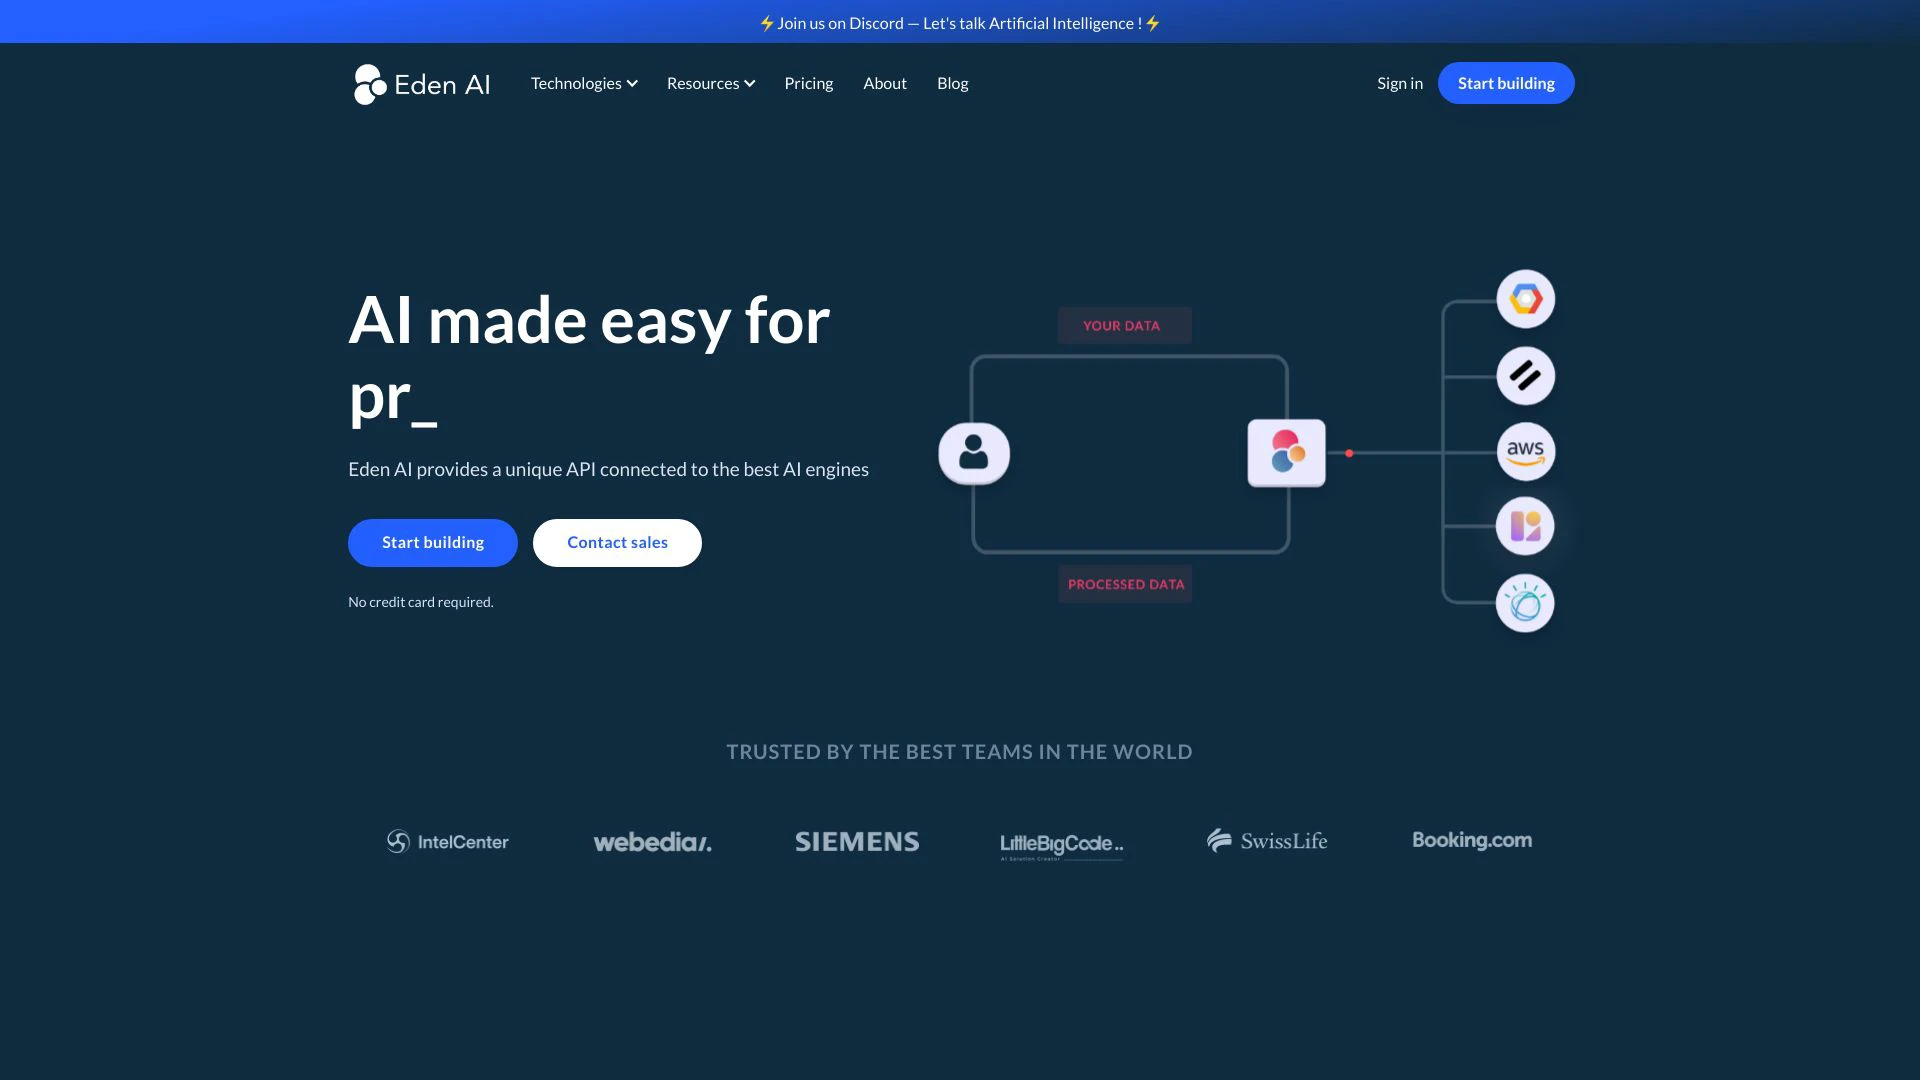 ⚡Join us on Discord — Let's talk Artificial Intelligence !⚡
Eden AI
Technologies
Resources
Pricing
About
Blog
Sign in
Start building
AI made easy for
pr_
Eden AI provides a unique API connected to the best AI engines
Start building
Contact sales
No credit card required.
YOUR DATA
PROCESSED DATA
aws
TRUSTED BY THE BEST TEAMS IN THE WORLD
IntelCenter
webedia/.
SIEMENS
LittleBigCode..
AI Solution Creator
SwissLife
Booking.com